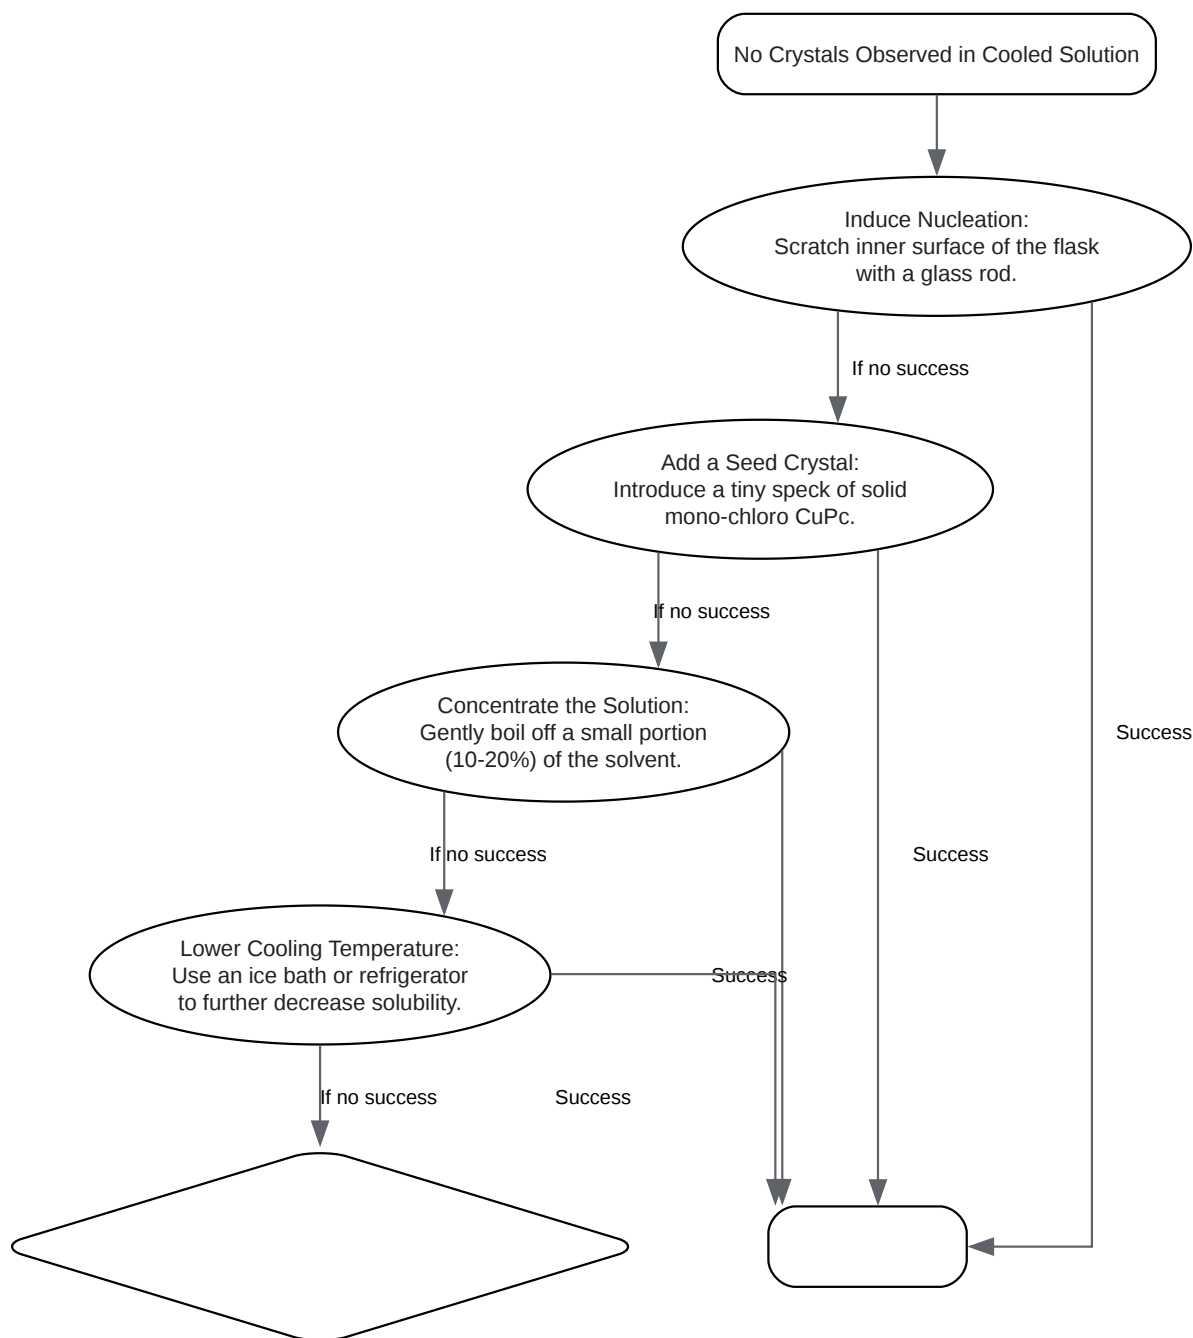 No Crystals Observed in Cooled Solution
Induce Nucleation:
Scratch inner surface of the flask
with a glass rod.
If no success
Add a Seed Crystal:
Introduce a tiny speck of solid
mono-chloro CuPc.
If no success
Concentrate the Solution:
Gently boil off a small portion
(10-20%) of the solvent.
Success
If no success
Success
Lower Cooling Temperature:
Use an ice bath or refrigerator
to further decrease solubility.
Success
If no success
Success